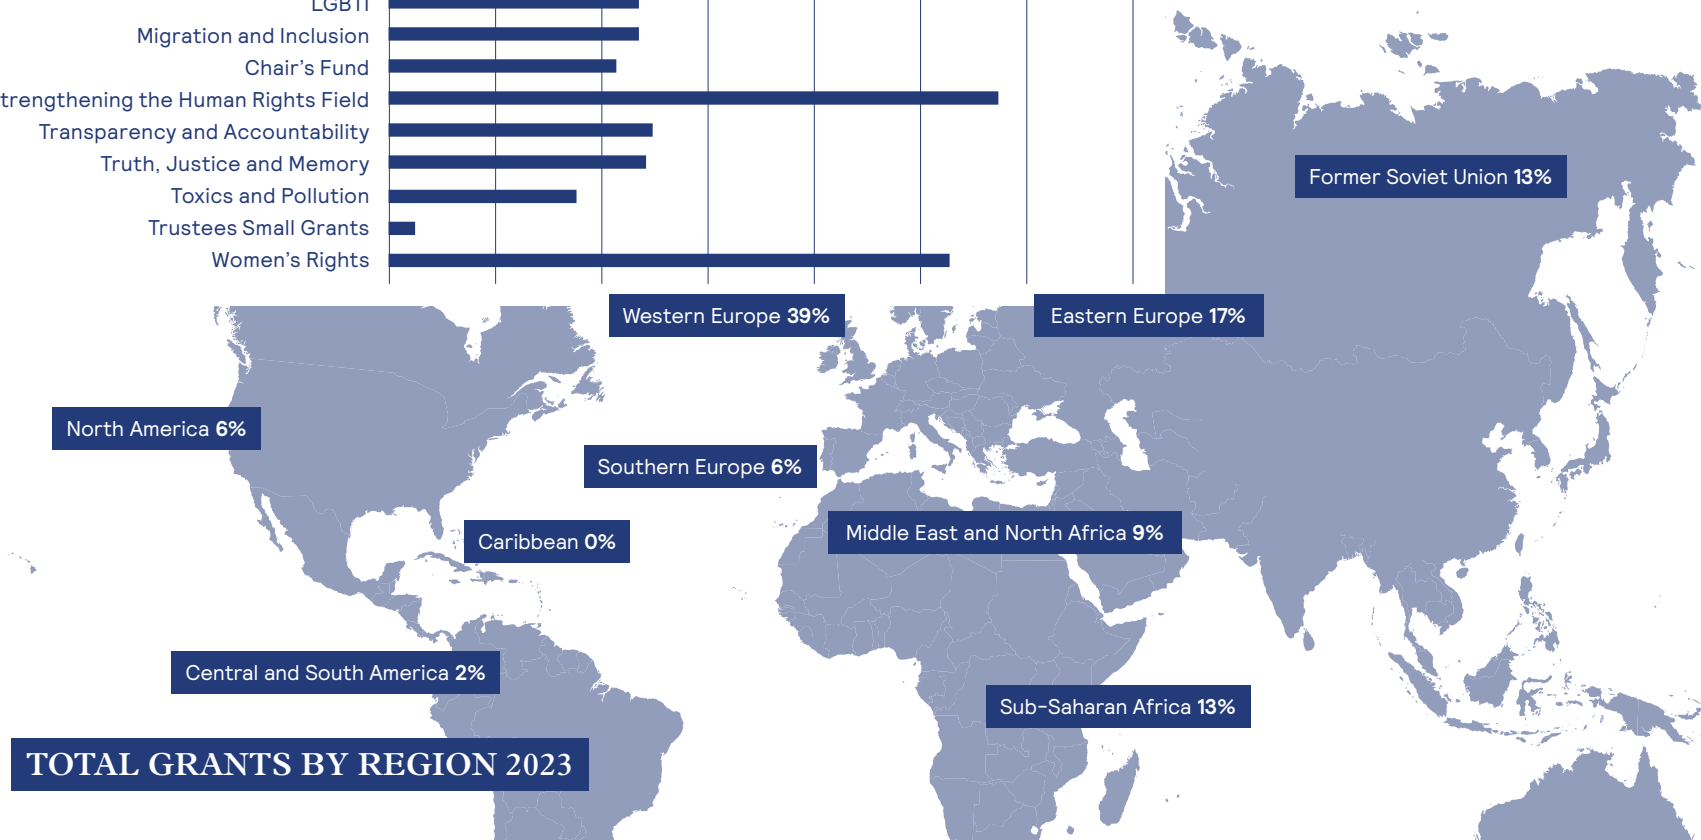 LGBTI
Migration and Inclusion
Chair's Fund
trengthening the Human Rights Field
Transparency and Accountability
Truth, Justice and Memory
Toxics and Pollution
Trustees Small Grants
Women's Rights
Former Soviet Union 13%
Western Europe 39%
Eastern Europe 17%
North America 6%
Southern Europe 6%
Caribbean 0%
Middle East and North Africa 9%
Central and South America 2%
Sub-Saharan Africa 13%
TOTAL GRANTS BY REGION 2023